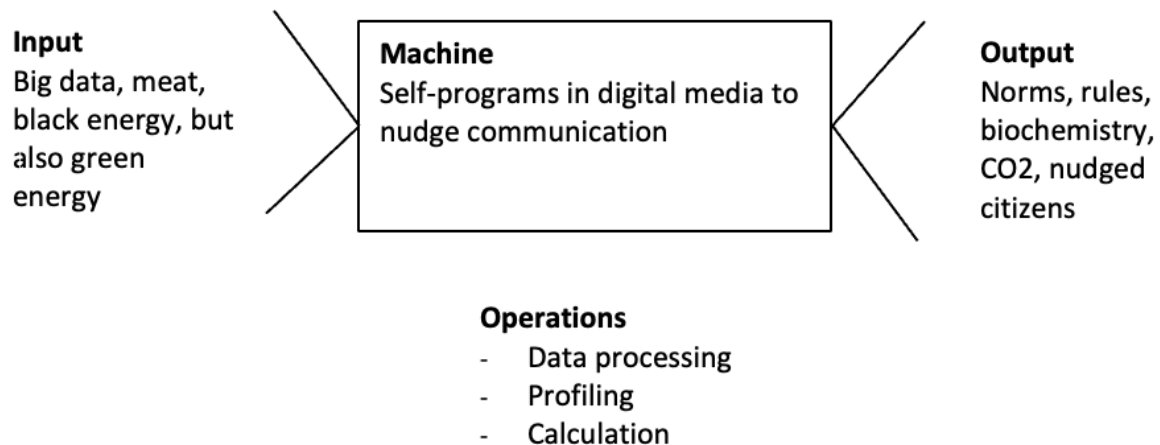 Input
Big data, meat,
black energy, but
also green
energy
Machine
Self-programs in digital media to
nudge communication
Output
Norms, rules,
biochemistry,
CO2, nudged
citizens
Operations
- Data processing
- Profiling
- Calculation